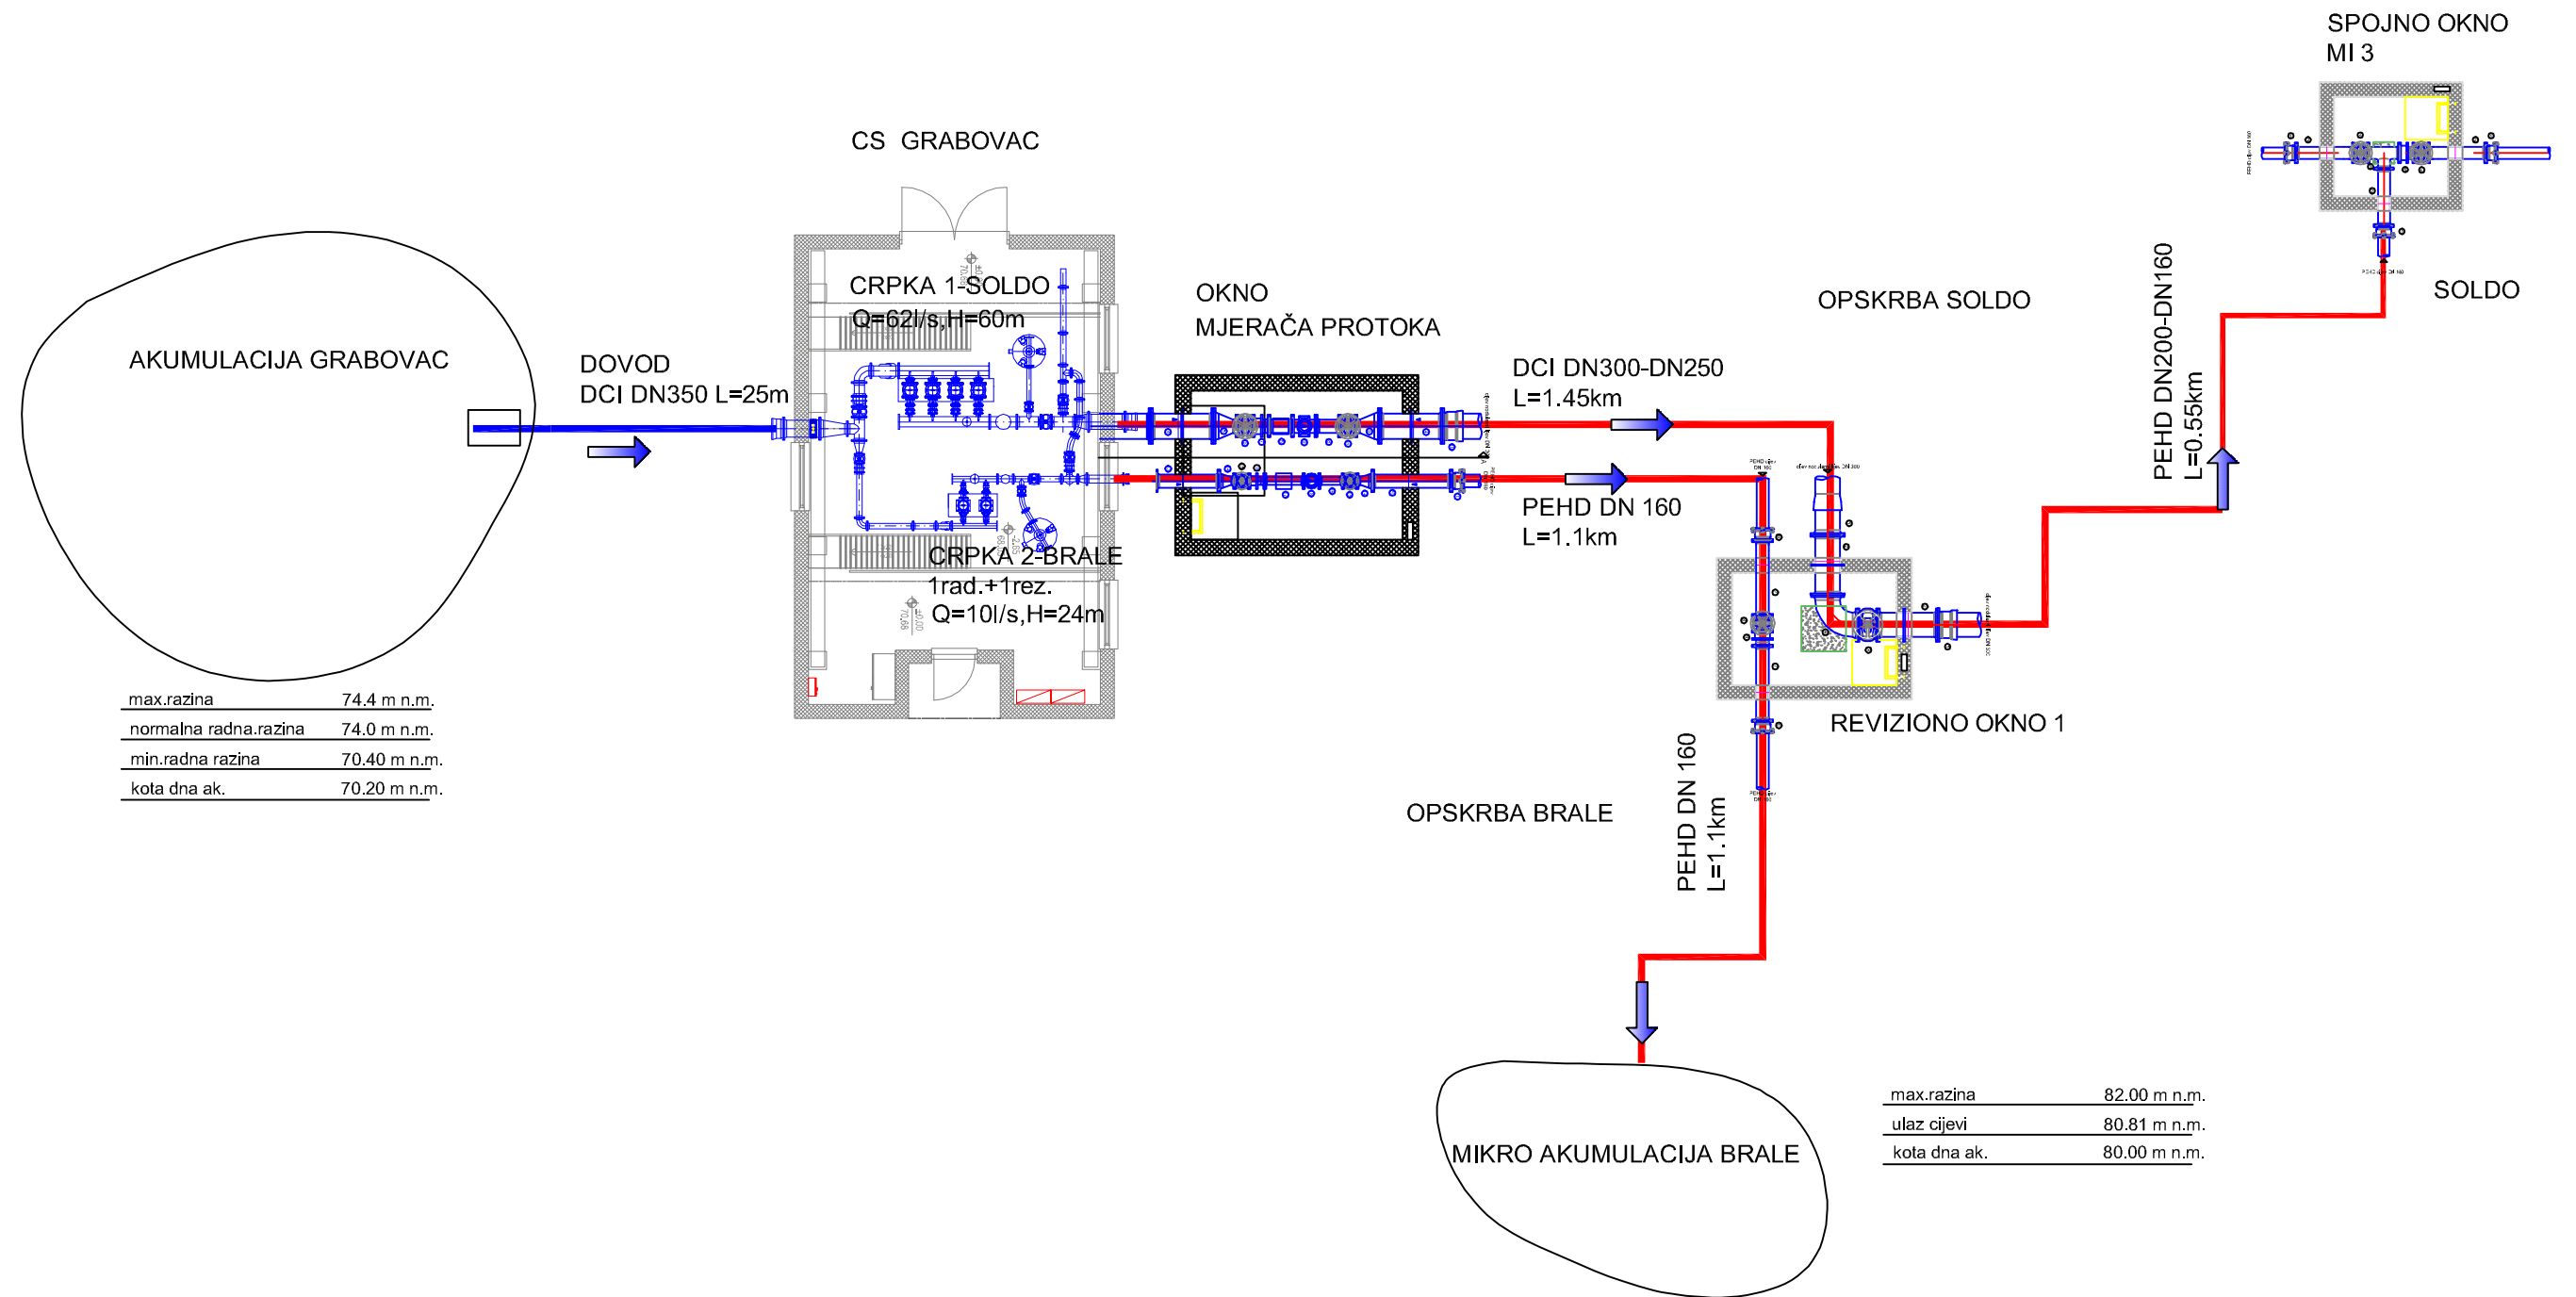 SPOJNO OKNO
MI 3
CS  GRABOVAC
CRPKA 1-SOLDO
Q=62l/s,H=60m
OKNO
MJERAČA PROTOKA
OPSKRBA SOLDO
SOLDO
PEHD DN200-DN160
L=0.55km
AKUMULACIJA GRABOVAC
DOVOD
DCI DN350 L=25m
DCI DN300-DN250
L=1.45km
PEHD DN 160
L=1.1km
CRPKA 2-BRALE
1rad.+1rez.
Q=10l/s,H=24m
±0.00
70.68
max.razina 74.4 m n.m.
normalna radna.razina 74.0 m n.m.
min.radna razina 70.40 m n.m.
kota dna ak. 70.20 m n.m.
REVIZIONO OKNO 1
PEHD DN 160
L=1.1km
OPSKRBA BRALE
MIKRO AKUMULACIJA BRALE
max.razina 82.00 m n.m.
ulaz cijevi 80.81 m n.m.
kota dna ak. 80.00 m n.m.